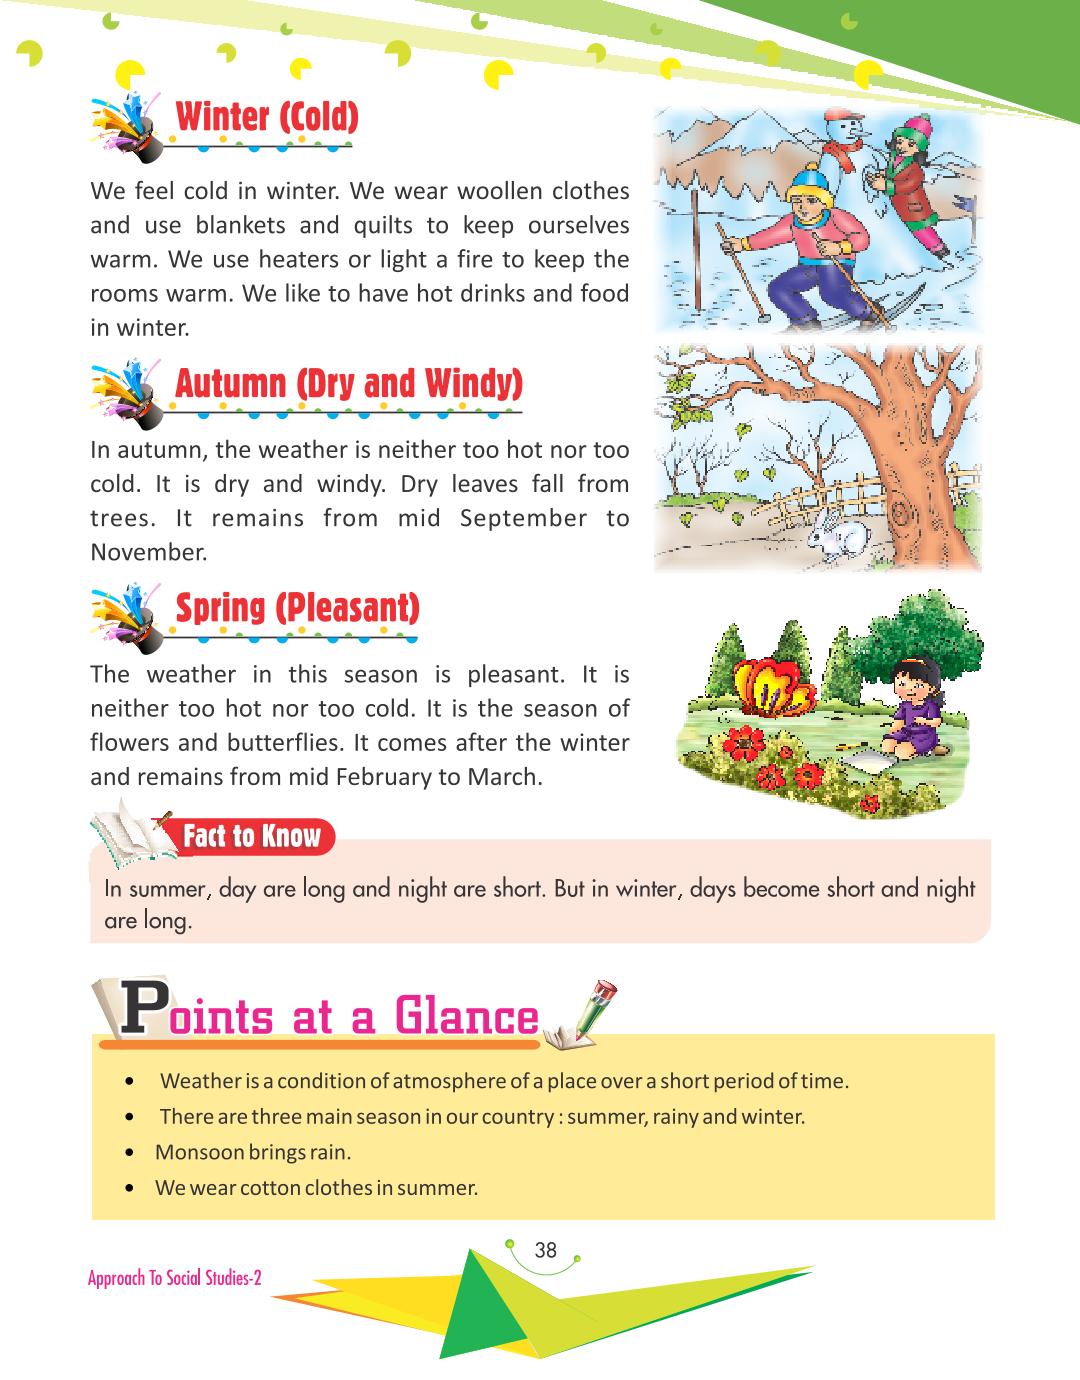 Winter (Cold)
We feel cold in winter. We wear woollen clothes
and use blankets and quilts to keep ourselves
warm. We use heaters or light a fire to keep the
rooms warm. We like to have hot drinks and food
in winter.
Autumn (Dry and Windy)
In autumn, the weather is neither too hot nor too
cold. It is dry and windy. Dry leaves fall from
trees. It remains from mid September to
November.
Spring (Pleasant)
The weather in this season is pleasant. It is
neither too hot nor too cold. It is the season of
flowers and butterflies. It comes after the winter
and remains from mid February to March.
Fact to Know
In summer, day are long and night are short. But in winter, days become short and night
are long.
Points at a Glance
• Weather is a condition of atmosphere of a place over a short period of time.
• There are three main season in our country : summer, rainy and winter.
• Monsoon brings rain.
• We wear cotton clothes in summer.
38
Approach To Social Studies-2